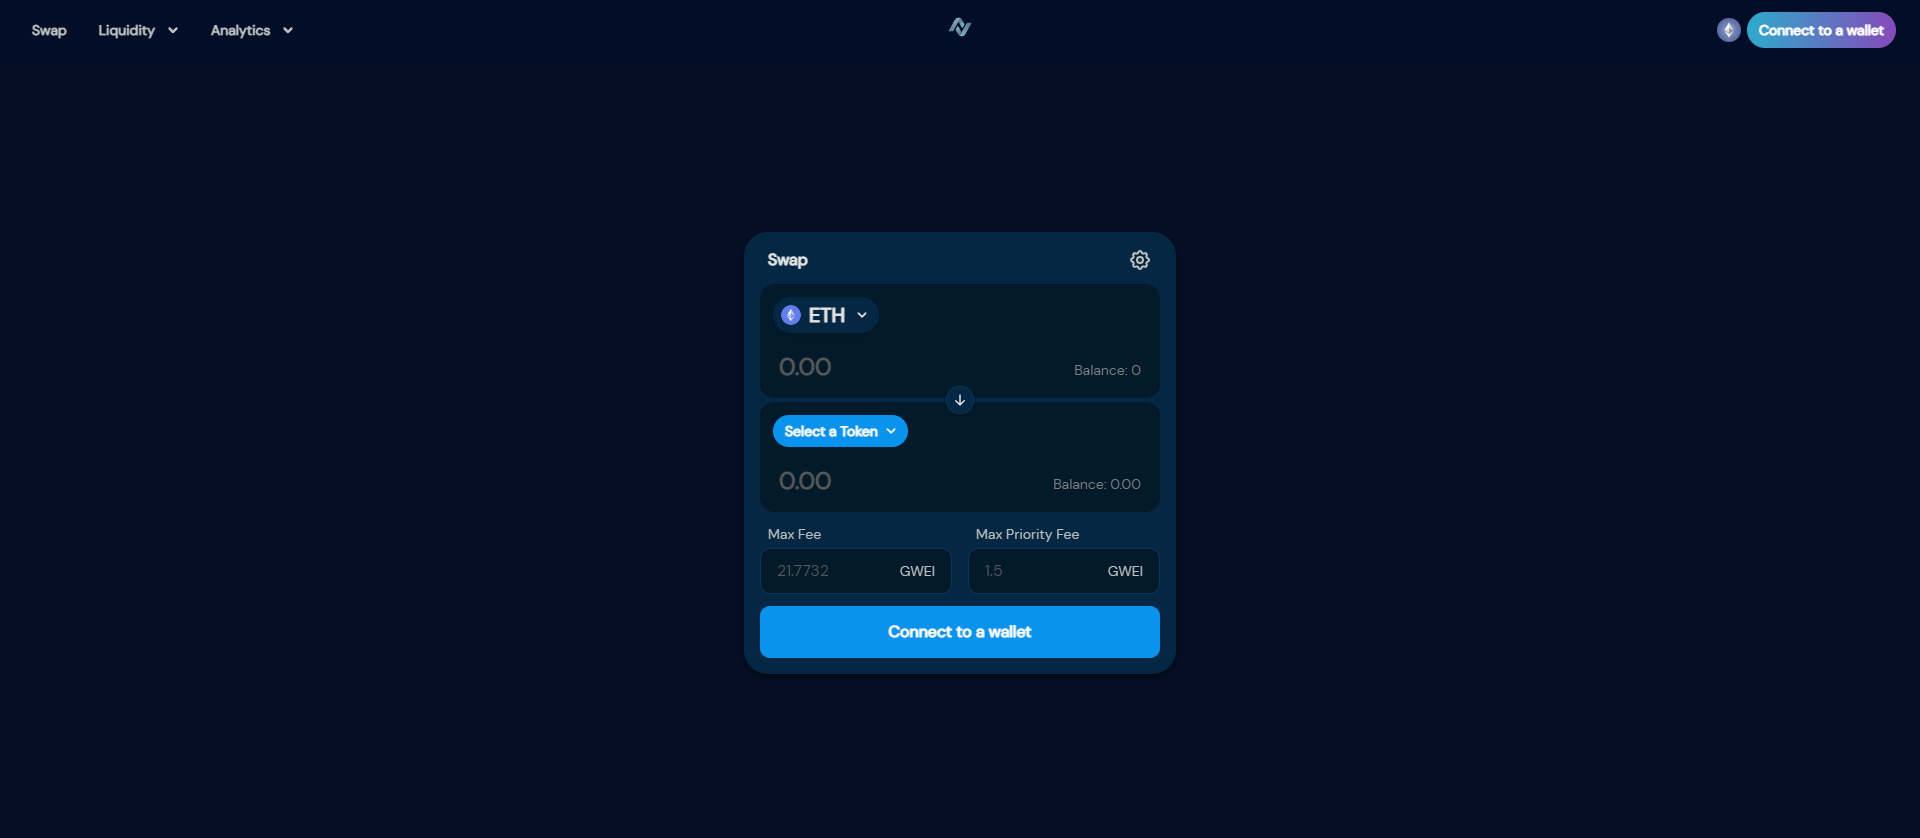 Swap
Liquidity
Analytics
Connect to a wallet
Swap
ETH
0.00
Balance: 0
Select a Token
0.00
Balance: 0.00
Max Fee
Max Priority Fee
21.7732 GWEI
1.5 GWEI
Connect to a wallet